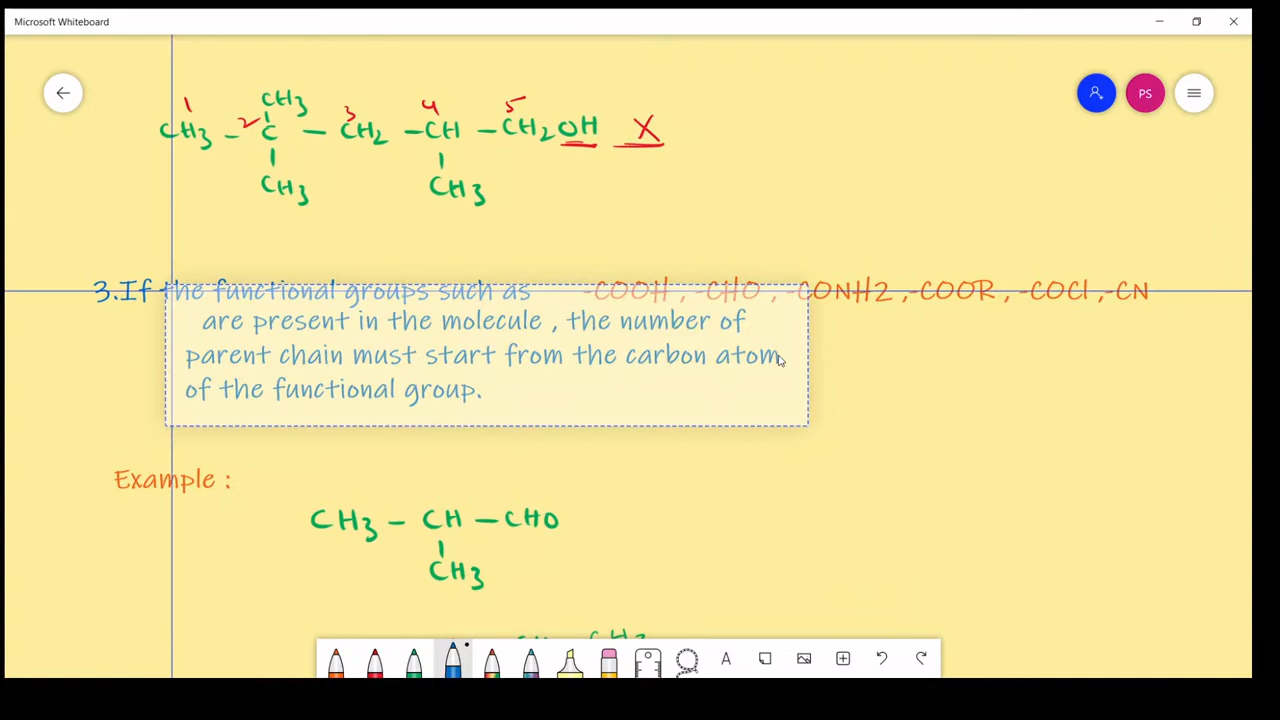 Microsoft Whiteboard
PS
CH3
1 2 3 4 5
CH3 - C - CH2 - CH - CH2OH X
CH3 CH3
3.If the functional groups such as -COOH , -CHO , -CONH2 ,-COOR , -COCl ,-CN
are present in the molecule , the number of
parent chain must start from the carbon atom
of the functional group.
Example :
CH3 - CH - CHO
CH3
A